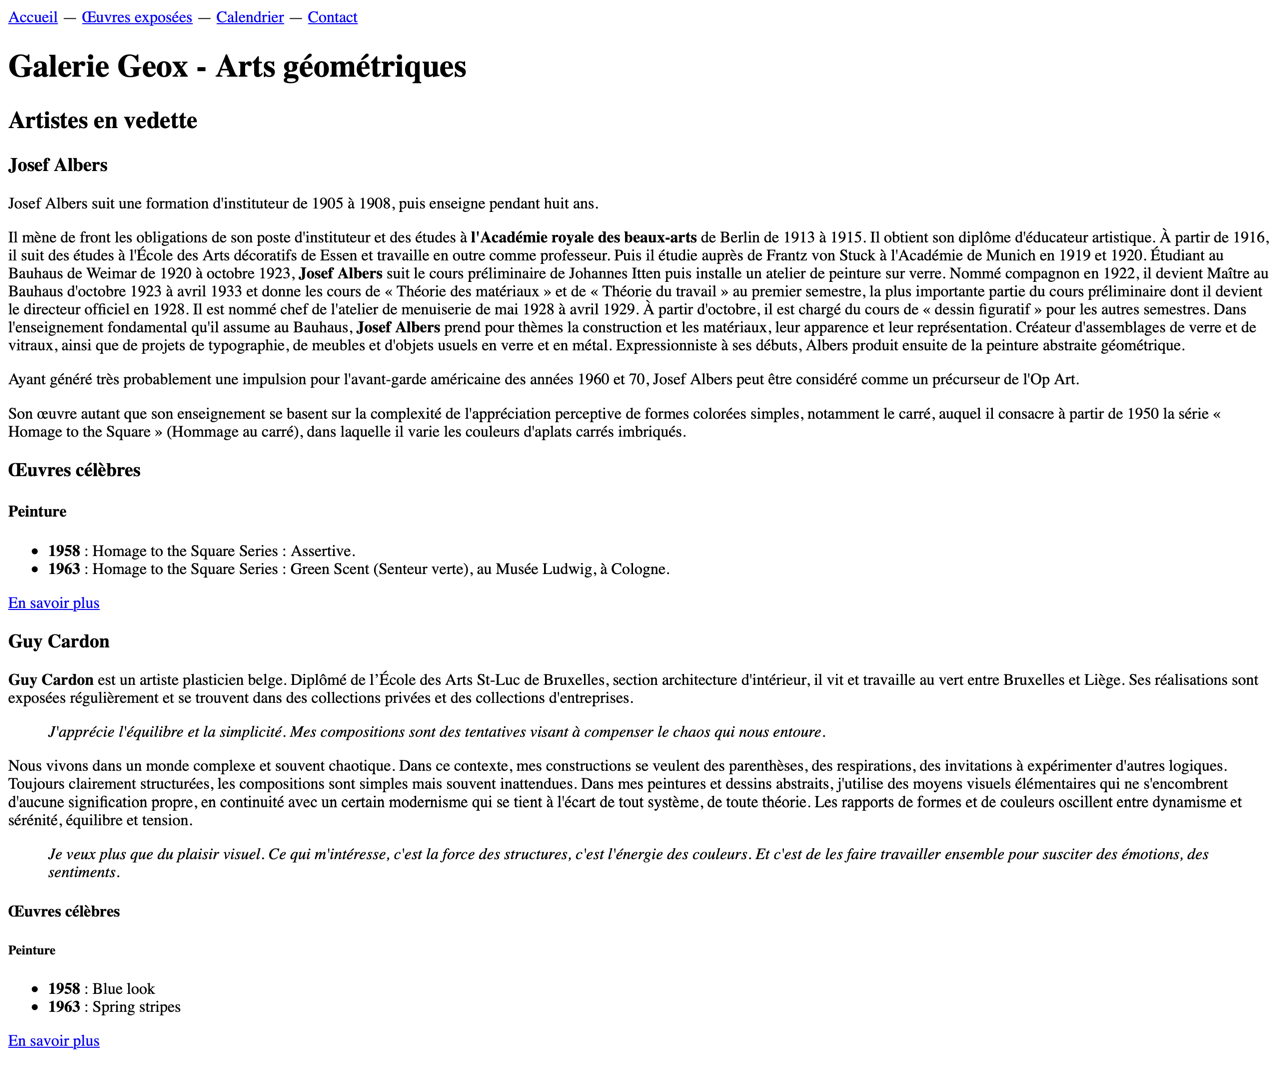 Accueil — Œuvres exposées — Calendrier — Contact
Galerie Geox - Arts géométriques
Artistes en vedette
Josef Albers
Josef Albers suit une formation d'instituteur de 1905 à 1908, puis enseigne pendant huit ans.
Il mène de front les obligations de son poste d'instituteur et des études à l'Académie royale des beaux-arts de Berlin de 1913 à 1915. Il obtient son diplôme d'éducateur artistique. À partir de 1916,
il suit des études à l'École des Arts décoratifs de Essen et travaille en outre comme professeur. Puis il étudie auprès de Frantz von Stuck à l'Académie de Munich en 1919 et 1920. Étudiant au
Bauhaus de Weimar de 1920 à octobre 1923, Josef Albers suit le cours préliminaire de Johannes Itten puis installe un atelier de peinture sur verre. Nommé compagnon en 1922, il devient Maître au
Bauhaus d'octobre 1923 à avril 1933 et donne les cours de « Théorie des matériaux » et de « Théorie du travail » au premier semestre, la plus importante partie du cours préliminaire dont il devient
le directeur officiel en 1928. Il est nommé chef de l'atelier de menuiserie de mai 1928 à avril 1929. À partir d'octobre, il est chargé du cours de « dessin figuratif » pour les autres semestres. Dans
l'enseignement fondamental qu'il assume au Bauhaus, Josef Albers prend pour thèmes la construction et les matériaux, leur apparence et leur représentation. Créateur d'assemblages de verre et de
vitraux, ainsi que de projets de typographie, de meubles et d'objets usuels en verre et en métal. Expressionniste à ses débuts, Albers produit ensuite de la peinture abstraite géométrique.
Ayant généré très probablement une impulsion pour l'avant-garde américaine des années 1960 et 70, Josef Albers peut être considéré comme un précurseur de l'Op Art.
Son œuvre autant que son enseignement se basent sur la complexité de l'appréciation perceptive de formes colorées simples, notamment le carré, auquel il consacre à partir de 1950 la série «
Homage to the Square » (Hommage au carré), dans laquelle il varie les couleurs d'aplats carrés imbriqués.
Œuvres célèbres
Peinture
• 1958 : Homage to the Square Series : Assertive.
• 1963 : Homage to the Square Series : Green Scent (Senteur verte), au Musée Ludwig, à Cologne.
En savoir plus
Guy Cardon
Guy Cardon est un artiste plasticien belge. Diplômé de l’École des Arts St-Luc de Bruxelles, section architecture d'intérieur, il vit et travaille au vert entre Bruxelles et Liège. Ses réalisations sont
exposées régulièrement et se trouvent dans des collections privées et des collections d'entreprises.
J'apprécie l'équilibre et la simplicité. Mes compositions sont des tentatives visant à compenser le chaos qui nous entoure.
Nous vivons dans un monde complexe et souvent chaotique. Dans ce contexte, mes constructions se veulent des parenthèses, des respirations, des invitations à expérimenter d'autres logiques.
Toujours clairement structurées, les compositions sont simples mais souvent inattendues. Dans mes peintures et dessins abstraits, j'utilise des moyens visuels élémentaires qui ne s'encombrent
d'aucune signification propre, en continuité avec un certain modernisme qui se tient à l'écart de tout système, de toute théorie. Les rapports de formes et de couleurs oscillent entre dynamisme et
sérénité, équilibre et tension.
Je veux plus que du plaisir visuel. Ce qui m'intéresse, c'est la force des structures, c'est l'énergie des couleurs. Et c'est de les faire travailler ensemble pour susciter des émotions, des
sentiments.
Œuvres célèbres
Peinture
• 1958 : Blue look
• 1963 : Spring stripes
En savoir plus